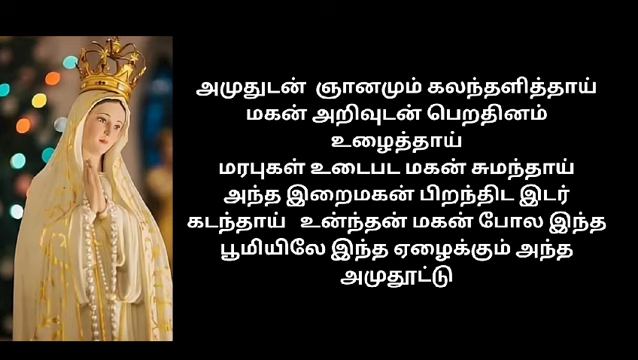 அமுதுடன் ஞானமும் கலந்தளித்தாய்
மகன் அறிவுடன் பெறதினம்
உழைத்தாய்
மரபுகள் உடைபட மகன் சுமந்தாய்
அந்த இறைமகன் பிறந்திட இடர்
கடந்தாய் உன்ந்தன் மகன் போல இந்த
பூமியிலே இந்த ஏழைக்கும் அந்த
அமுதூட்டு